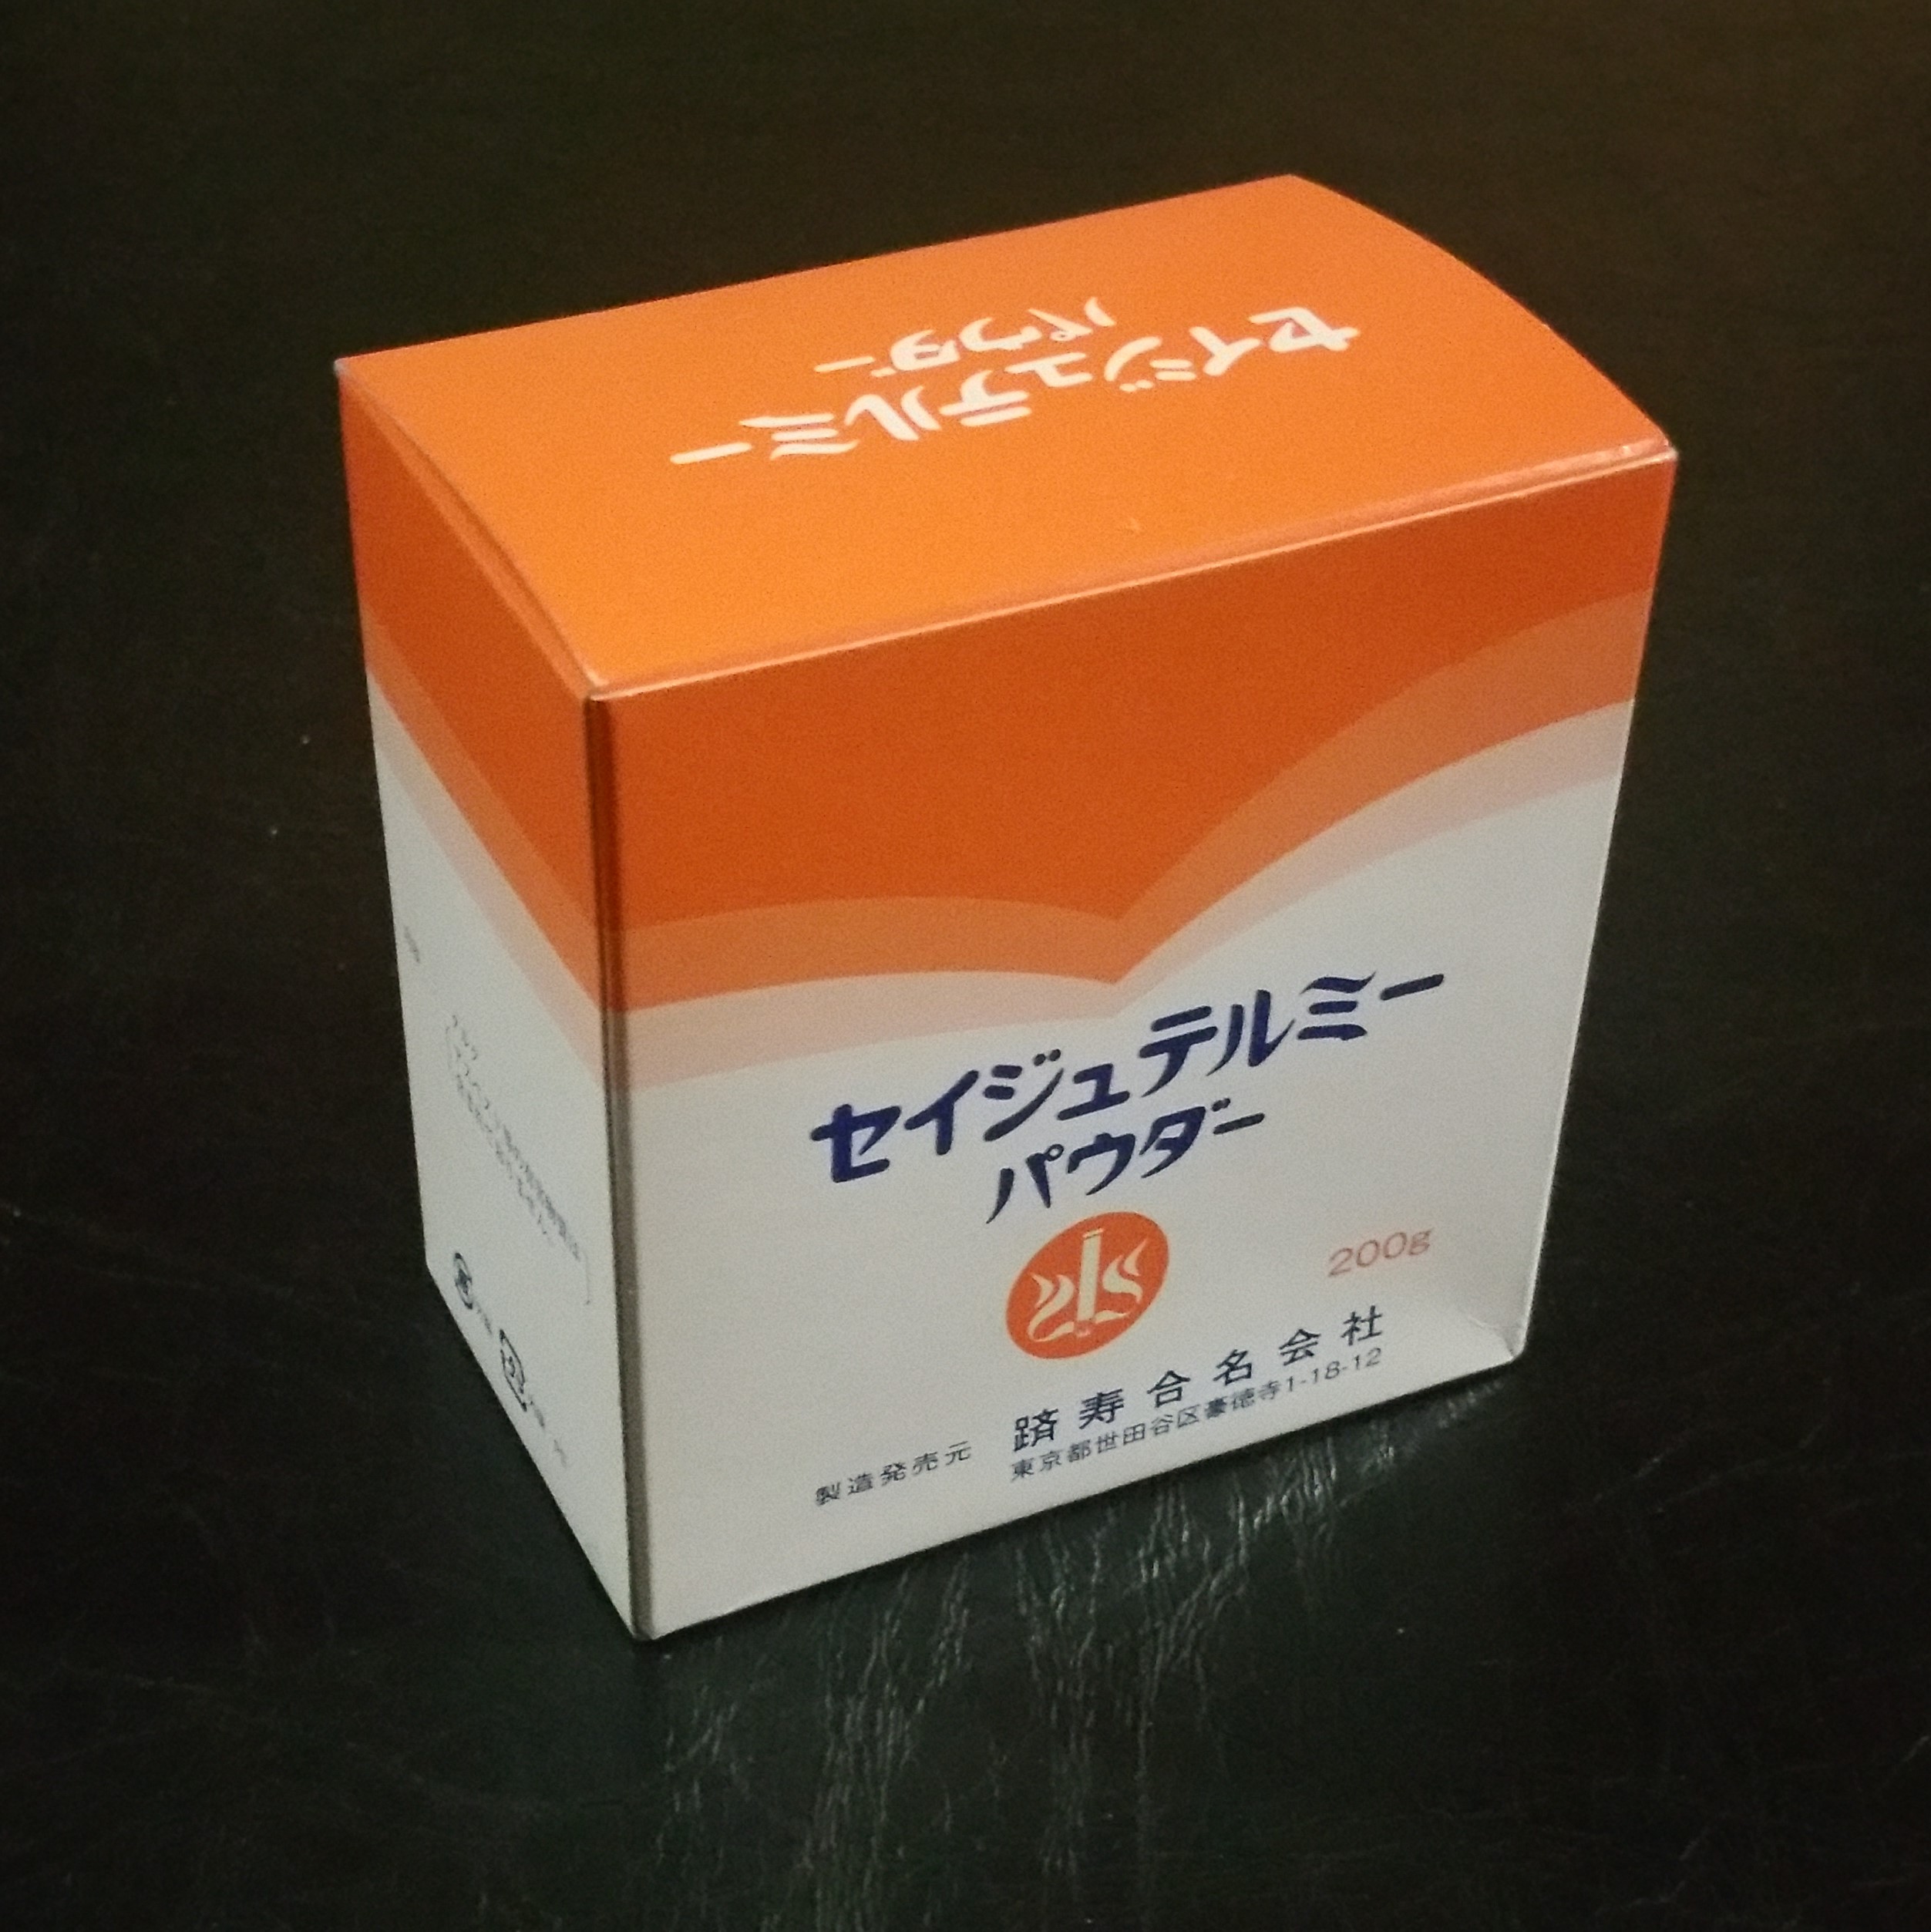 セイジュテルミー
パウダー
セイジュテルミー
パウダー
200g
製造発売元
躋寿合名会社
東京都世田谷区豪徳寺1-18-12